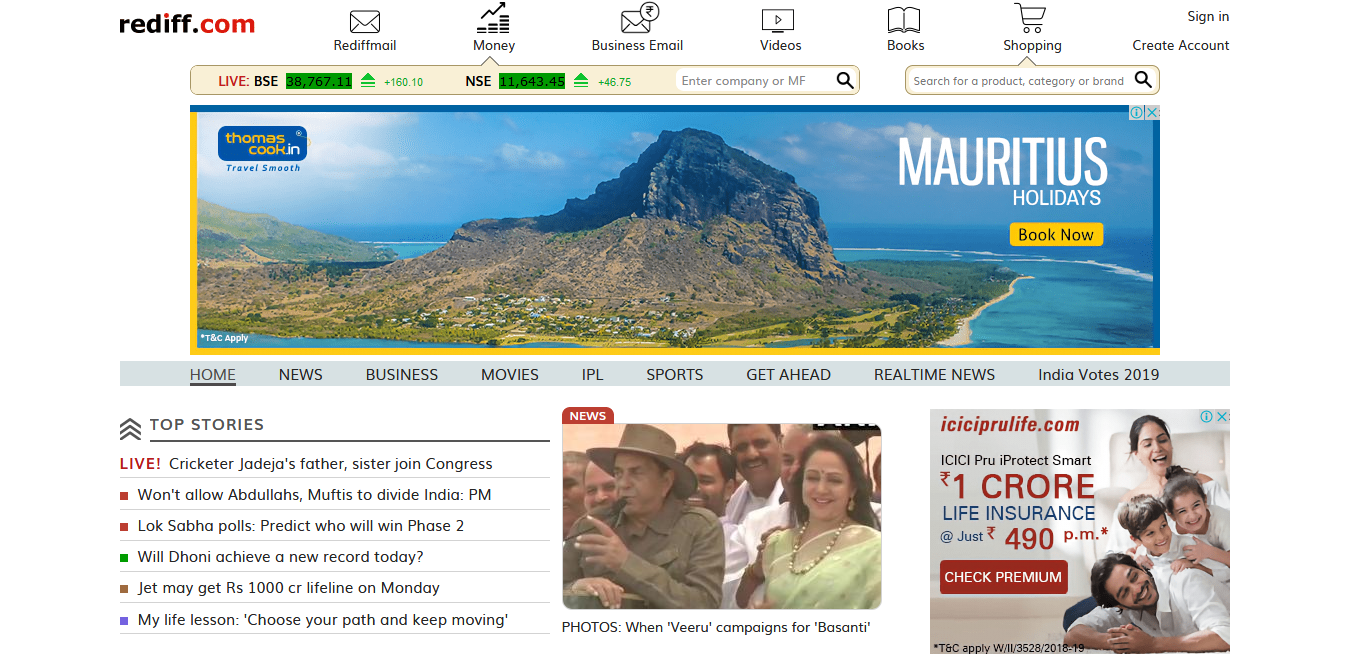 rediff.com
Rediffmail
Money
Business Email
Videos
Books
Shopping
Sign in
Create Account
LIVE: BSE 38,767.11 +160.10 NSE 11,643.45 +46.75
Enter company or MF
Search for a product, category or brand
thomas
cook.in
Travel Smooth
MAURITIUS
HOLIDAYS
Book Now
*T&C Apply
HOME NEWS BUSINESS MOVIES IPL SPORTS GET AHEAD REALTIME NEWS India Votes 2019
TOP STORIES
LIVE! Cricketer Jadeja's father, sister join Congress
Won't allow Abdullahs, Muftis to divide India: PM
Lok Sabha polls: Predict who will win Phase 2
Will Dhoni achieve a new record today?
Jet may get Rs 1000 cr lifeline on Monday
My life lesson: 'Choose your path and keep moving'
NEWS
PHOTOS: When 'Veeru' campaigns for 'Basanti'
iciciprulife.com
ICICI Pru iProtect Smart
₹1 CRORE
LIFE INSURANCE
@ Just ₹ 490 p.m.*
CHECK PREMIUM
*T&C apply W/II/3528/2018-19